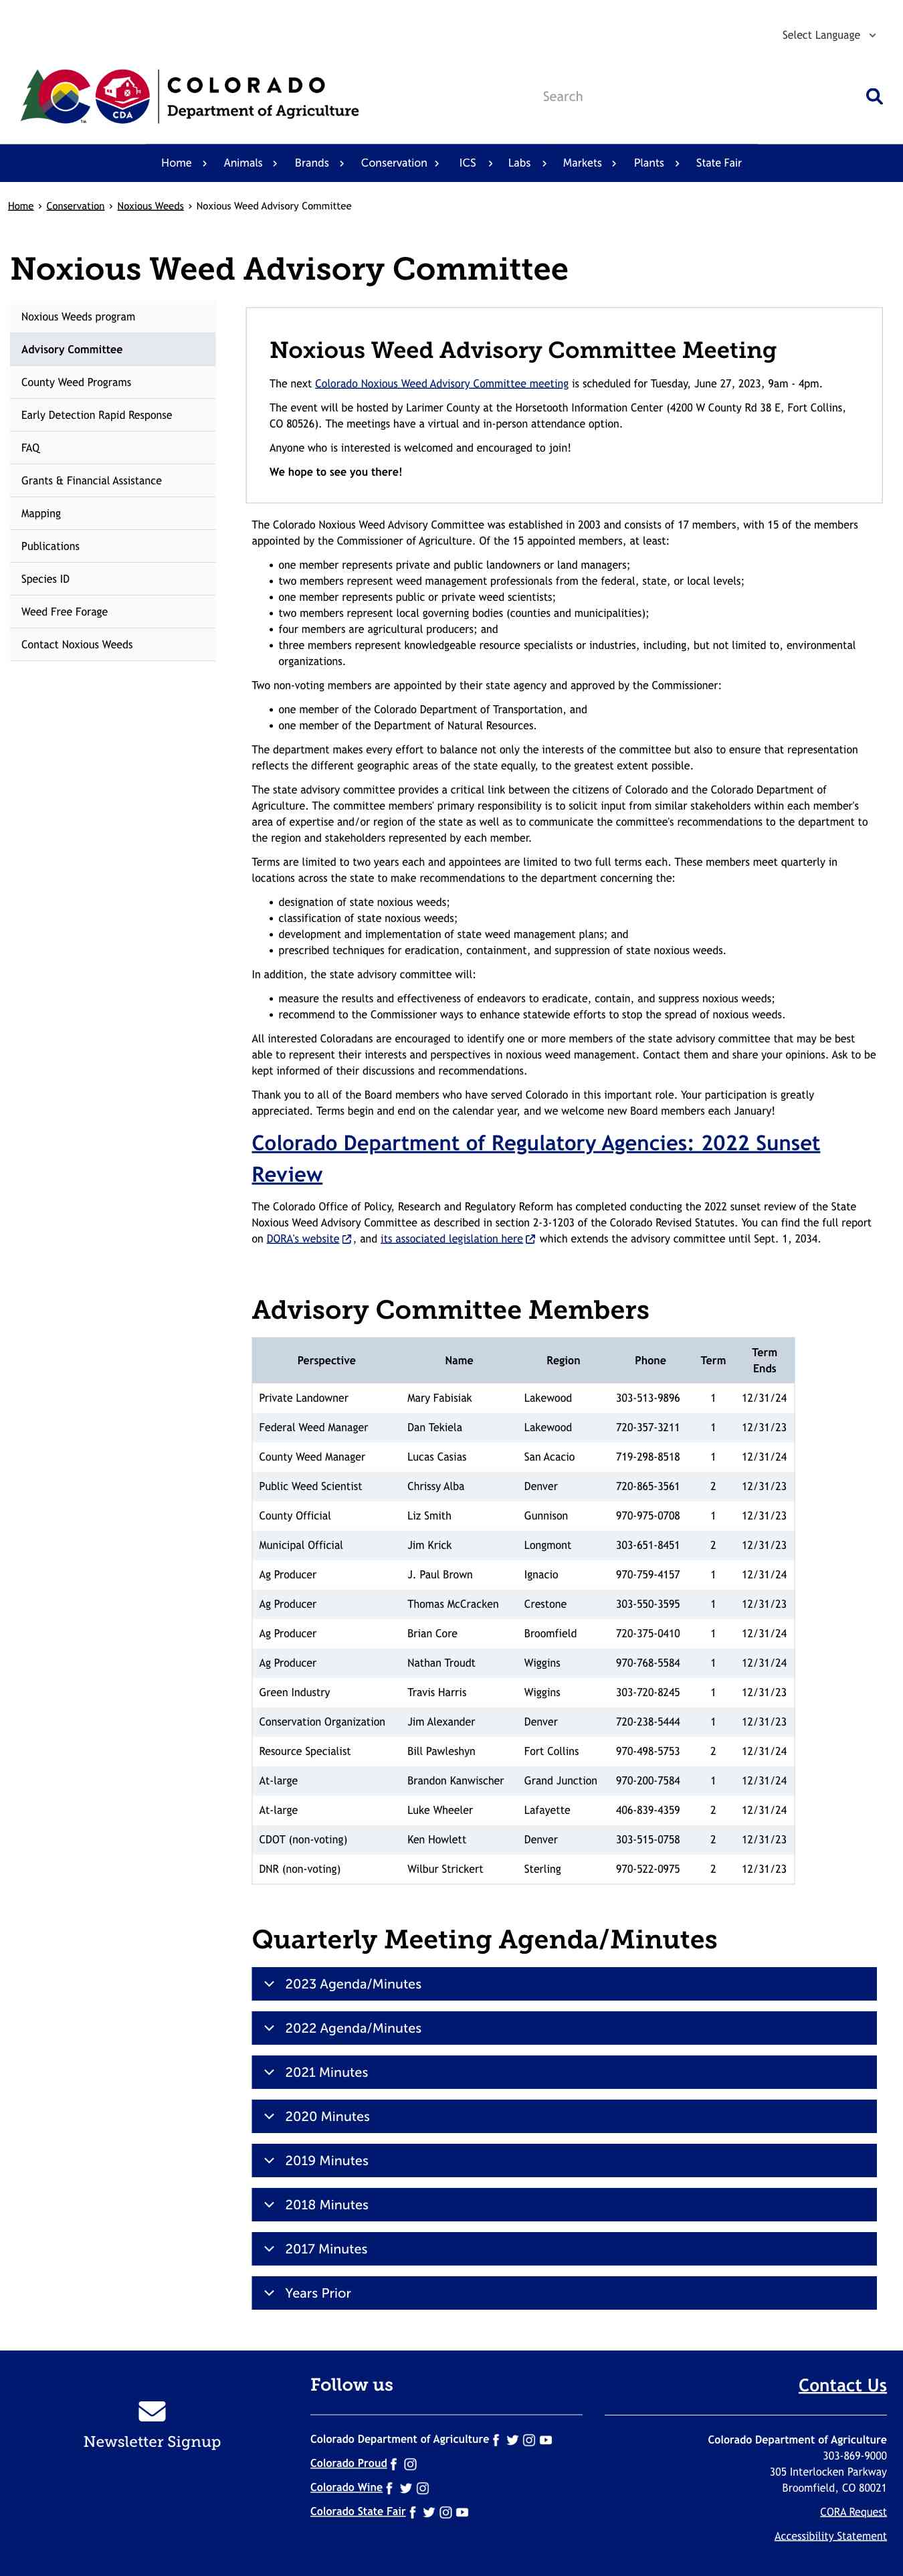 Select Language
TM
CDA
COLORADO
Department of Agriculture
Search
Home
Animals
Brands
Conservation
ICS
Labs
Markets
Plants
State Fair
Home › Conservation › Noxious Weeds › Noxious Weed Advisory Committee
Noxious Weed Advisory Committee
Noxious Weeds program
Advisory Committee
County Weed Programs
Early Detection Rapid Response
FAQ
Grants & Financial Assistance
Mapping
Publications
Species ID
Weed Free Forage
Contact Noxious Weeds
Noxious Weed Advisory Committee Meeting
The next Colorado Noxious Weed Advisory Committee meeting is scheduled for Tuesday, June 27, 2023, 9am - 4pm.
The event will be hosted by Larimer County at the Horsetooth Information Center (4200 W County Rd 38 E, Fort Collins,
CO 80526). The meetings have a virtual and in-person attendance option.
Anyone who is interested is welcomed and encouraged to join!
We hope to see you there!
The Colorado Noxious Weed Advisory Committee was established in 2003 and consists of 17 members, with 15 of the members
appointed by the Commissioner of Agriculture. Of the 15 appointed members, at least:
• one member represents private and public landowners or land managers;
• two members represent weed management professionals from the federal, state, or local levels;
• one member represents public or private weed scientists;
• two members represent local governing bodies (counties and municipalities);
• four members are agricultural producers; and
• three members represent knowledgeable resource specialists or industries, including, but not limited to, environmental
organizations.
Two non-voting members are appointed by their state agency and approved by the Commissioner:
• one member of the Colorado Department of Transportation, and
• one member of the Department of Natural Resources.
The department makes every effort to balance not only the interests of the committee but also to ensure that representation
reflects the different geographic areas of the state equally, to the greatest extent possible.
The state advisory committee provides a critical link between the citizens of Colorado and the Colorado Department of
Agriculture. The committee members' primary responsibility is to solicit input from similar stakeholders within each member's
area of expertise and/or region of the state as well as to communicate the committee's recommendations to the department to
the region and stakeholders represented by each member.
Terms are limited to two years each and appointees are limited to two full terms each. These members meet quarterly in
locations across the state to make recommendations to the department concerning the:
• designation of state noxious weeds;
• classification of state noxious weeds;
• development and implementation of state weed management plans; and
• prescribed techniques for eradication, containment, and suppression of state noxious weeds.
In addition, the state advisory committee will:
• measure the results and effectiveness of endeavors to eradicate, contain, and suppress noxious weeds;
• recommend to the Commissioner ways to enhance statewide efforts to stop the spread of noxious weeds.
All interested Coloradans are encouraged to identify one or more members of the state advisory committee that may be best
able to represent their interests and perspectives in noxious weed management. Contact them and share your opinions. Ask to be
kept informed of their discussions and recommendations.
Thank you to all of the Board members who have served Colorado in this important role. Your participation is greatly
appreciated. Terms begin and end on the calendar year, and we welcome new Board members each January!
Colorado Department of Regulatory Agencies: 2022 Sunset
Review
The Colorado Office of Policy, Research and Regulatory Reform has completed conducting the 2022 sunset review of the State
Noxious Weed Advisory Committee as described in section 2-3-1203 of the Colorado Revised Statutes. You can find the full report
on DORA's website, and its associated legislation here which extends the advisory committee until Sept. 1, 2034.
Advisory Committee Members
Perspective Name Region Phone Term Term Ends
Private Landowner Mary Fabisiak Lakewood 303-513-9896 1 12/31/24
Federal Weed Manager Dan Tekiela Lakewood 720-357-3211 1 12/31/23
County Weed Manager Lucas Casias San Acacio 719-298-8518 1 12/31/24
Public Weed Scientist Chrissy Alba Denver 720-865-3561 2 12/31/23
County Official Liz Smith Gunnison 970-975-0708 1 12/31/23
Municipal Official Jim Krick Longmont 303-651-8451 2 12/31/23
Ag Producer J. Paul Brown Ignacio 970-759-4157 1 12/31/24
Ag Producer Thomas McCracken Crestone 303-550-3595 1 12/31/23
Ag Producer Brian Core Broomfield 720-375-0410 1 12/31/24
Ag Producer Nathan Troudt Wiggins 970-768-5584 1 12/31/24
Green Industry Travis Harris Wiggins 303-720-8245 1 12/31/23
Conservation Organization Jim Alexander Denver 720-238-5444 1 12/31/23
Resource Specialist Bill Pawleshyn Fort Collins 970-498-5753 2 12/31/24
At-large Brandon Kanwischer Grand Junction 970-200-7584 1 12/31/24
At-large Luke Wheeler Lafayette 406-839-4359 2 12/31/24
CDOT (non-voting) Ken Howlett Denver 303-515-0758 2 12/31/23
DNR (non-voting) Wilbur Strickert Sterling 970-522-0975 2 12/31/23
Quarterly Meeting Agenda/Minutes
2023 Agenda/Minutes
2022 Agenda/Minutes
2021 Minutes
2020 Minutes
2019 Minutes
2018 Minutes
2017 Minutes
Years Prior
Newsletter Signup
Follow us
Colorado Department of Agriculture
Colorado Proud
Colorado Wine
Colorado State Fair
Contact Us
Colorado Department of Agriculture
303-869-9000
305 Interlocken Parkway
Broomfield, CO 80021
CORA Request
Accessibility Statement